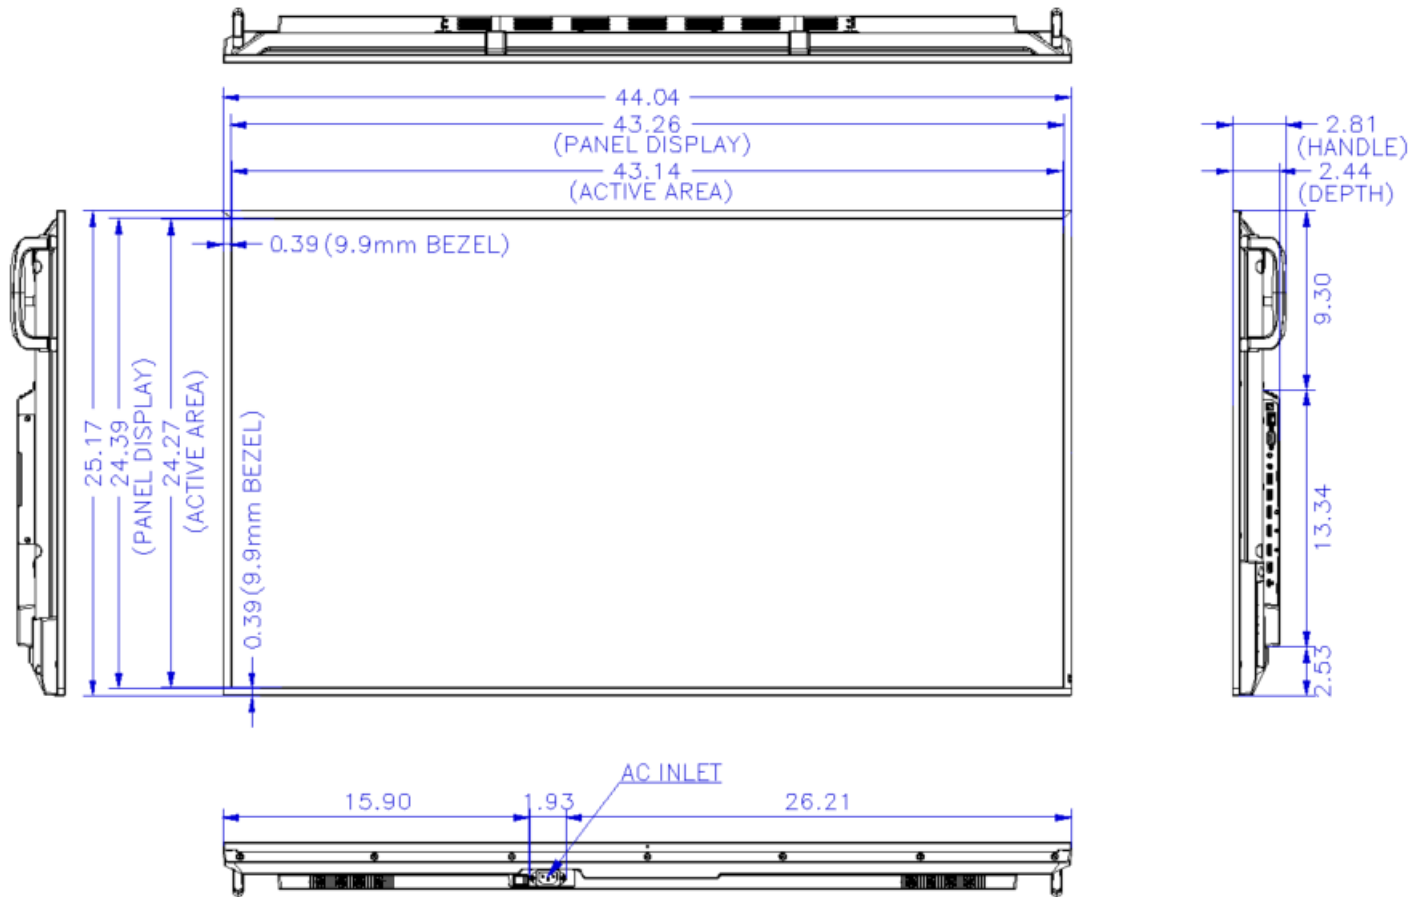 44.04
43.26
(PANEL DISPLAY)
43.14
(ACTIVE AREA)
2.81
(HANDLE)
2.44
(DEPTH)
0.39(9.9mm BEZEL)
25.17
24.39
(PANEL DISPLAY)
24.27
(ACTIVE AREA)
0.39(9.9mm BEZEL)
9.30
13.34
2.53
AC INLET
15.90
1.93
26.21